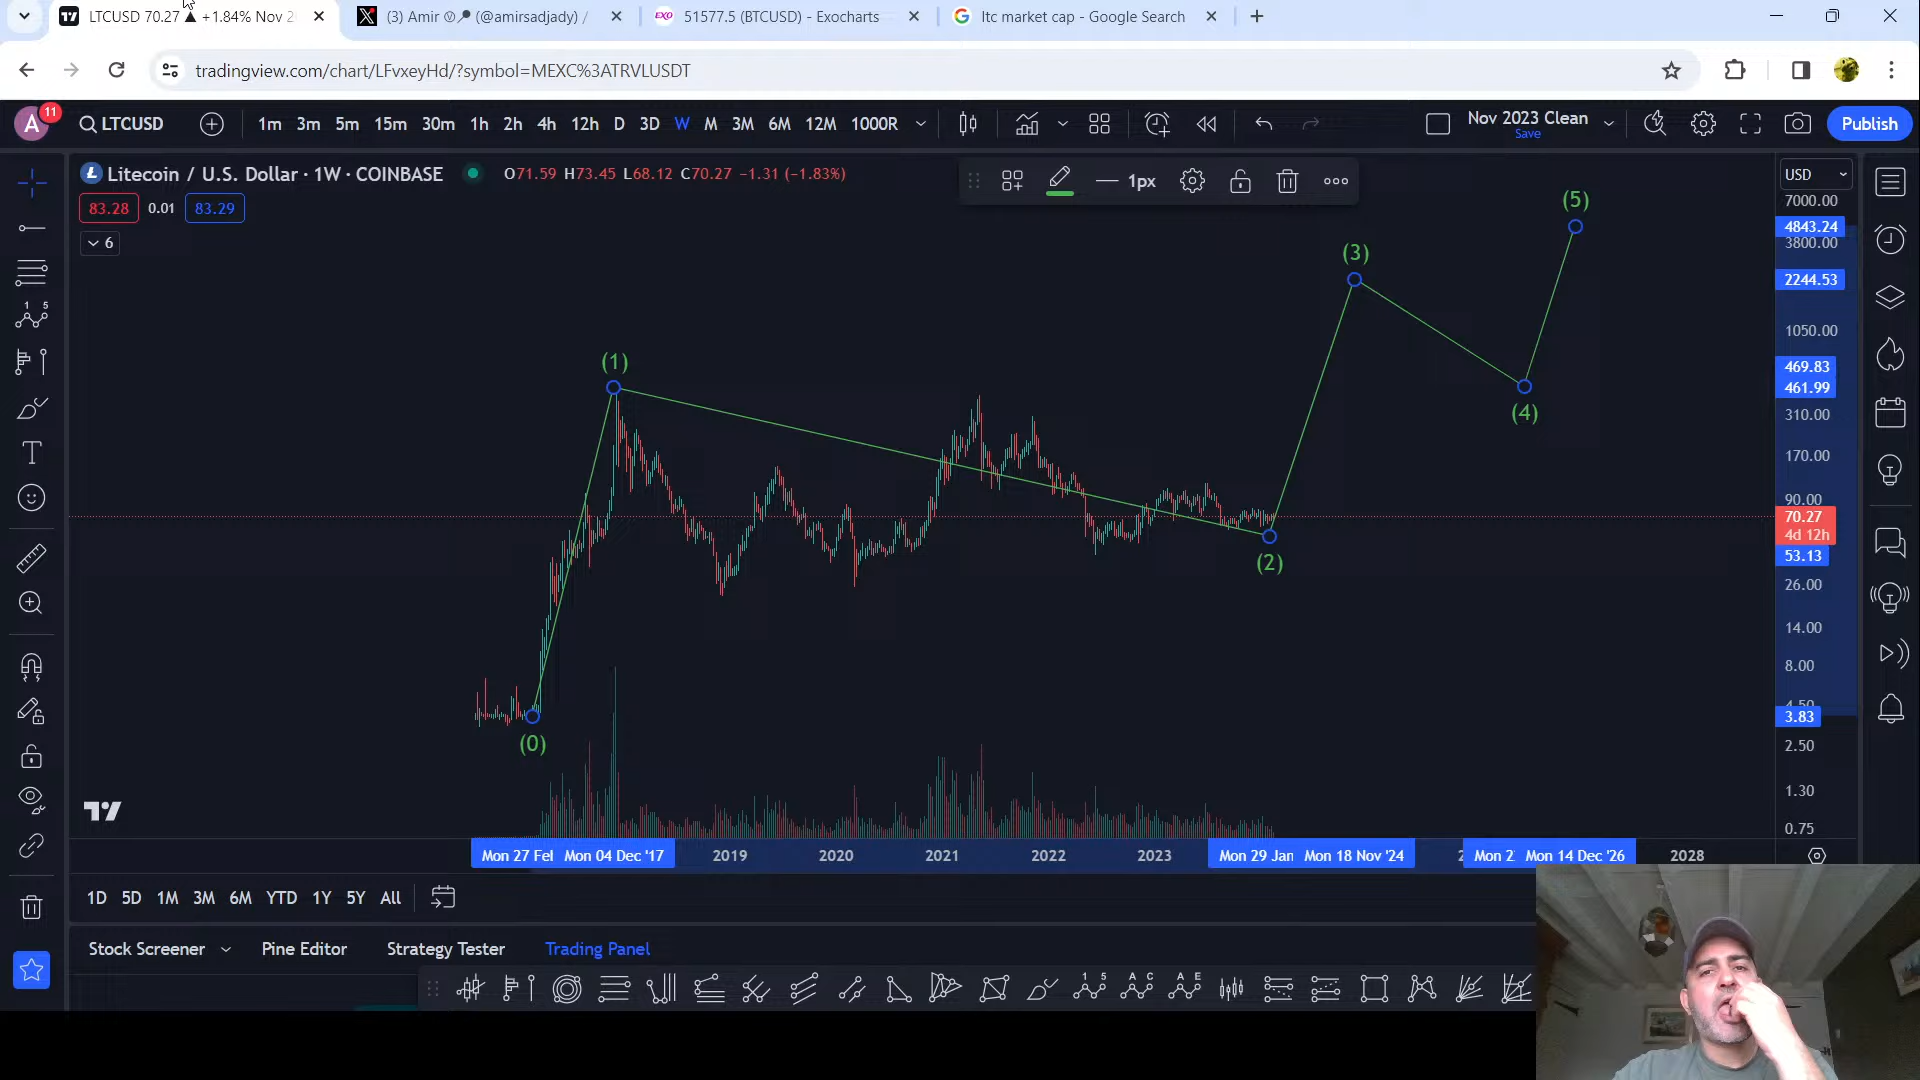 LTCUSD 70.27 ▲ +1.84% Nov 2
(3) Amir (@amirsadjady) /
EXO 51577.5 (BTCUSD) - Exocharts
ltc market cap - Google Search
tradingview.com/chart/LFvxeyHd/?symbol=MEXC%3ATRVLUSDT
A 11
LTCUSD
1m 3m 5m 15m 30m 1h 2h 4h 12h D 3D W M 3M 6M 12M 1000R
Nov 2023 Clean
Save
Publish
Litecoin / U.S. Dollar · 1W · COINBASE
O71.59 H73.45 L68.12 C70.27 −1.31 (−1.83%)
83.28 0.01 83.29
6
1px
USD
7000.00
4843.24
3800.00
2244.53
1050.00
469.83
461.99
310.00
170.00
90.00
70.27
4d 12h
53.13
26.00
14.00
8.00
4.50
3.83
2.50
1.30
0.75
(0)
(1)
(2)
(3)
(4)
(5)
Mon 27 Fel Mon 04 Dec '17 2019 2020 2021 2022 2023 Mon 29 Jan Mon 18 Nov '24 Mon 2 Mon 14 Dec '26 2028
1D 5D 1M 3M 6M YTD 1Y 5Y All
Stock Screener Pine Editor Strategy Tester Trading Panel
1 5
A C
A E